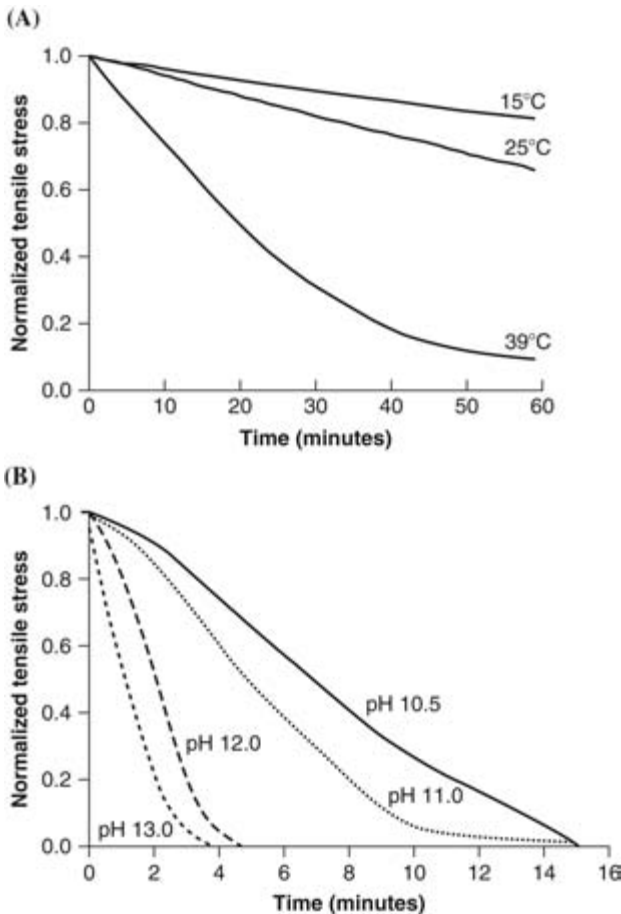 (A)
Normalized tensile stress
1.0
0.8
0.6
0.4
0.2
0.0
15°C
25°C
39°C
0 10 20 30 40 50 60
Time (minutes)
(B)
Normalized tensile stress
1.0
0.8
0.6
0.4
0.2
0.0
pH 10.5
pH 12.0
pH 11.0
pH 13.0
0 2 4 6 8 10 12 14 16
Time (minutes)